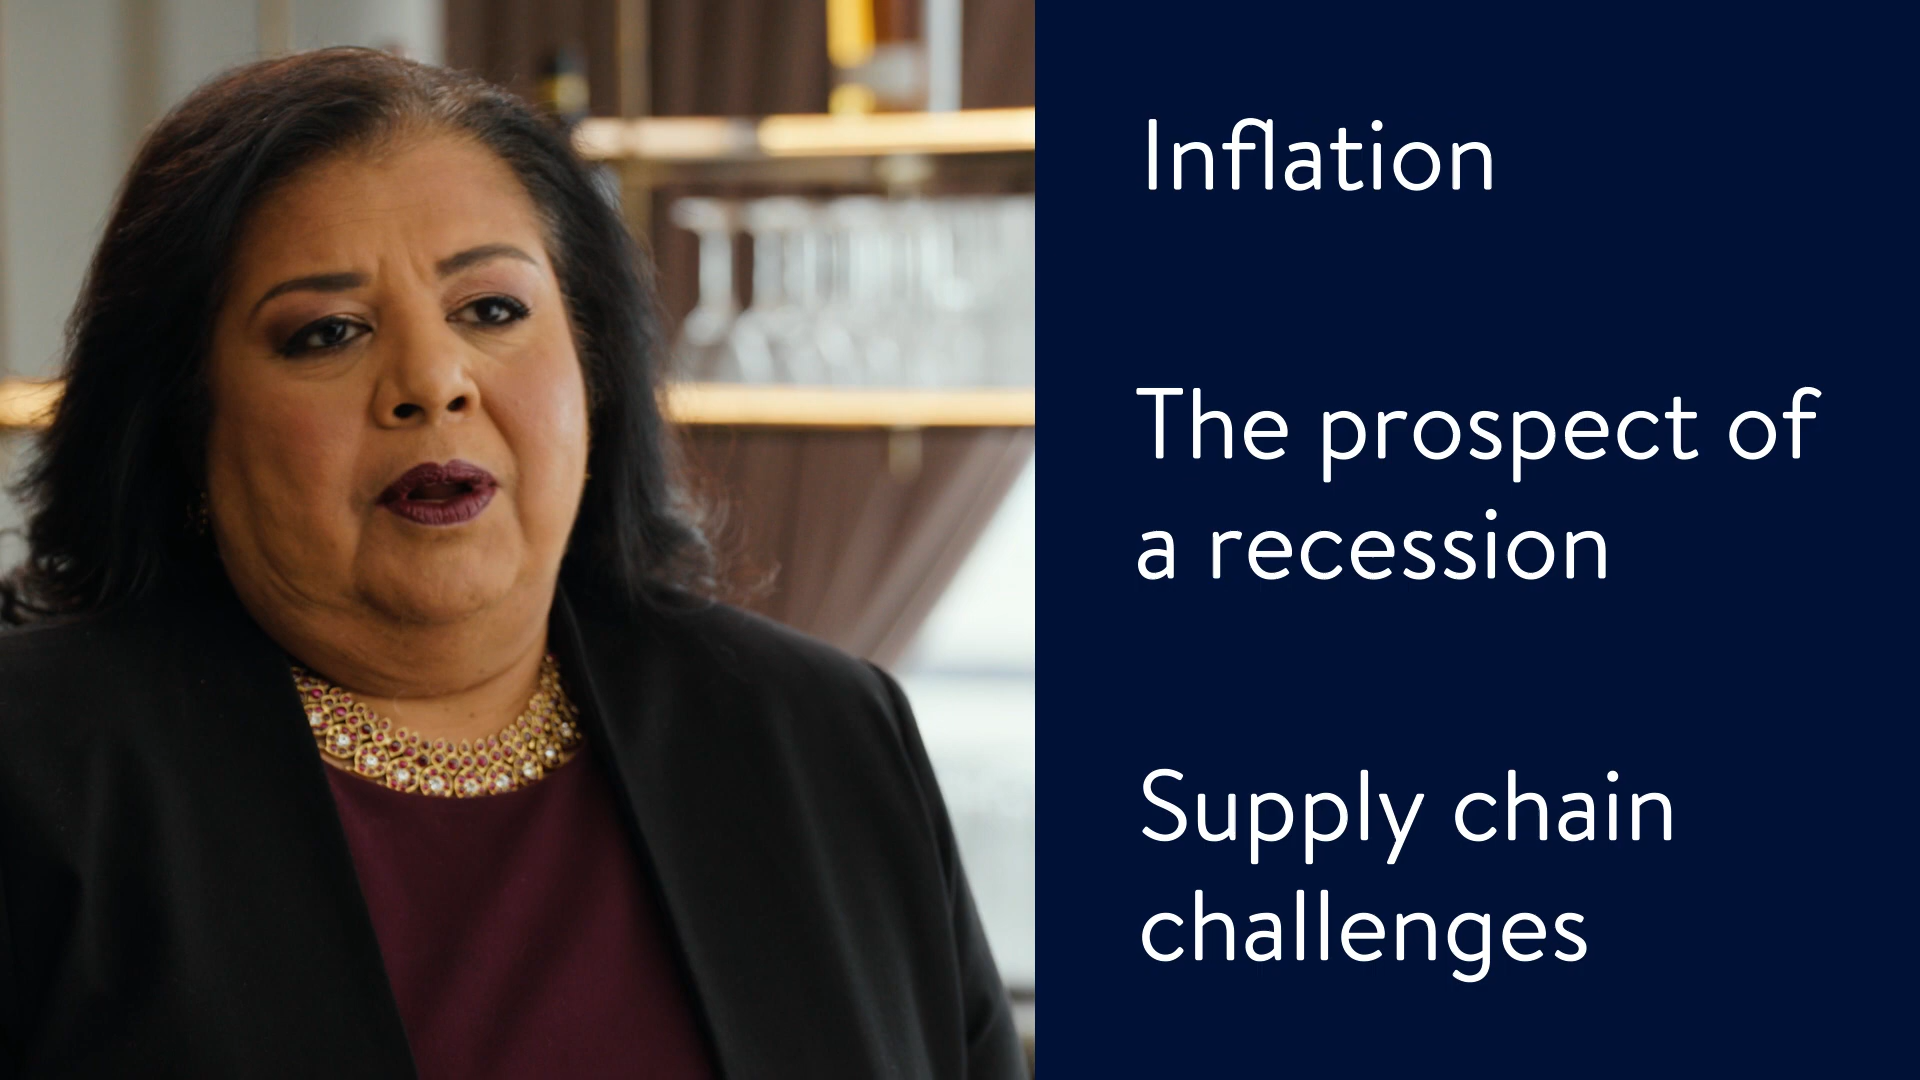 Inflation
The prospect of
a recession
Supply chain
challenges